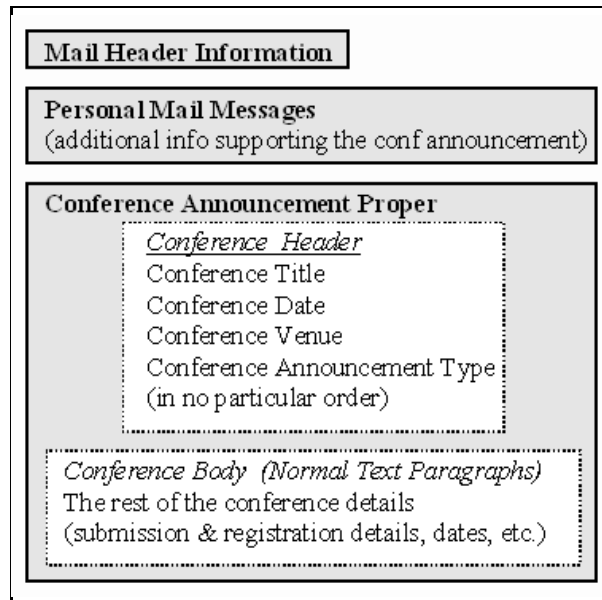 Mail Header Information
Personal Mail Messages
(additional info supporting the conf announcement)
Conference Announcement Proper
Conference Header
Conference Title
Conference Date
Conference Venue
Conference Announcement Type
(in no particular order)
Conference Body (Normal Text Paragraphs)
The rest of the conference details
(submission & registration details, dates, etc.)